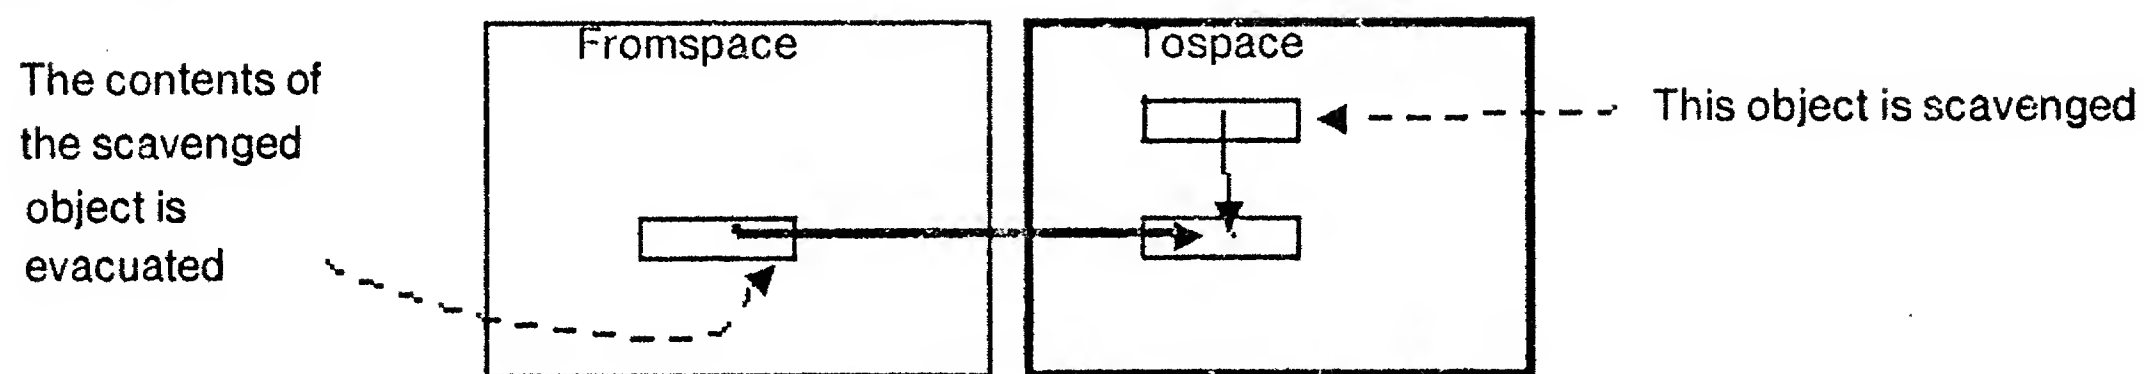 Fromspace
Tospace
The contents of
the scavenged
object is
evacuated
This object is scavenged